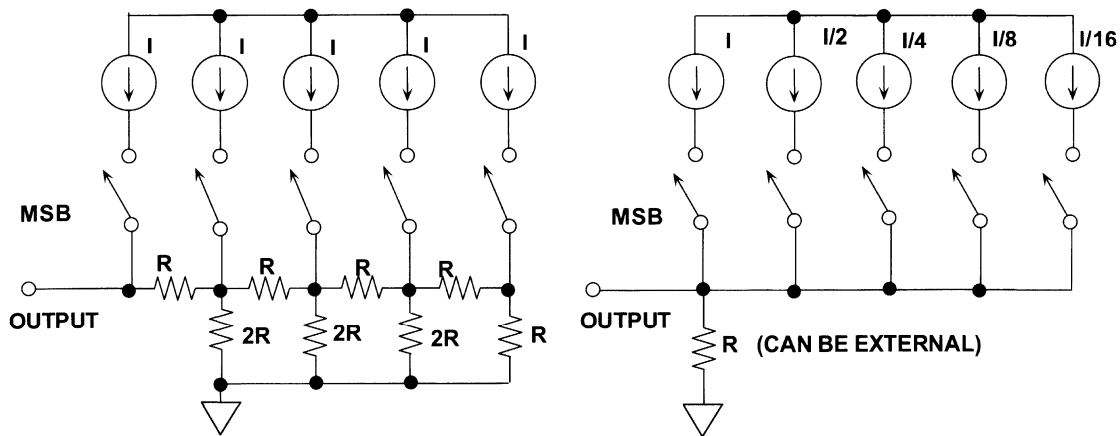 I I I I I
MSB
R R R R
OUTPUT
2R 2R 2R R
I I/2 I/4 I/8 I/16
MSB
OUTPUT
R (CAN BE EXTERNAL)